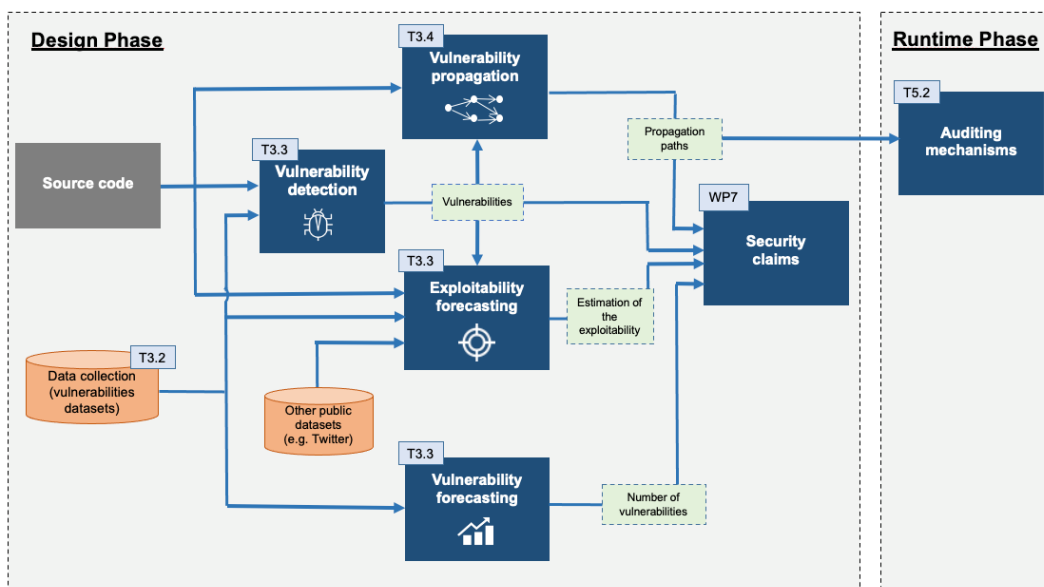 Design Phase
Runtime Phase
T3.4
Vulnerability
propagation
T5.2
Auditing
mechanisms
Propagation
paths
T3.3
Vulnerability
detection
Source code
Vulnerabilities
WP7
Security
claims
T3.3
Exploitability
forecasting
Estimation of
the
exploitability
T3.2
Data collection
(vulnerabilities
datasets)
Other public
datasets
(e.g. Twitter)
T3.3
Vulnerability
forecasting
Number of
vulnerabilities